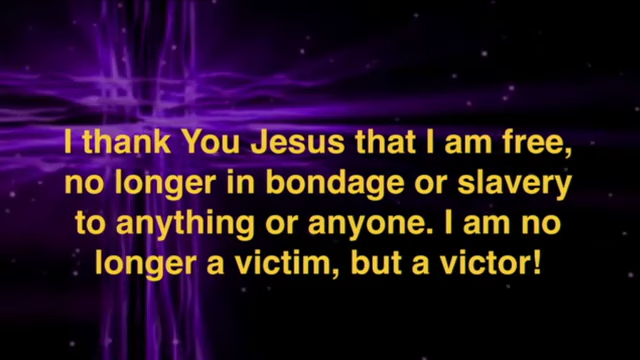 I thank You Jesus that I am free,
no longer in bondage or slavery
to anything or anyone. I am no
longer a victim, but a victor!